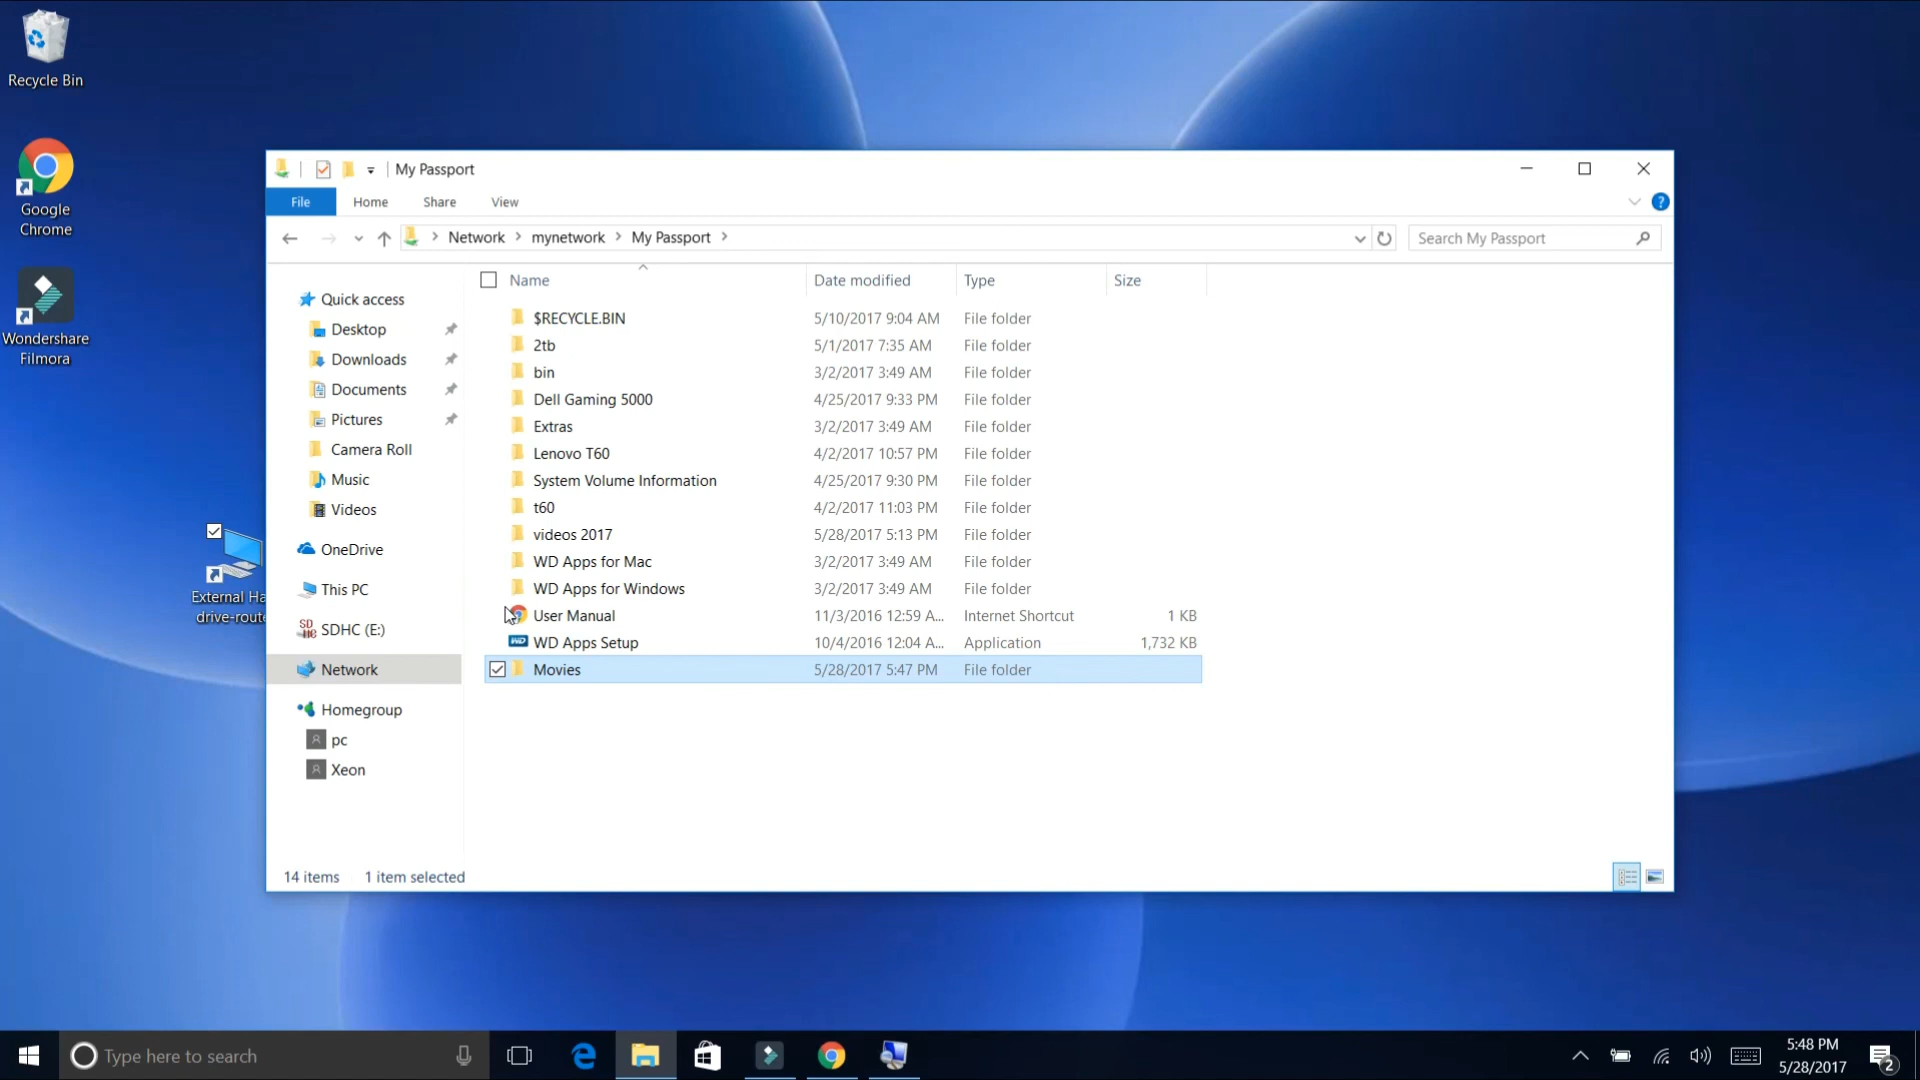 Recycle Bin
Google
Chrome
Wondershare
Filmora
External Ha
drive-route
My Passport
File Home Share View
Network > mynetwork > My Passport >
Search My Passport
Quick access
Desktop
Downloads
Documents
Pictures
Camera Roll
Music
Videos
OneDrive
This PC
SDHC (E:)
Network
Homegroup
pc
Xeon
Name Date modified Type Size
$RECYCLE.BIN 5/10/2017 9:04 AM File folder
2tb 5/1/2017 7:35 AM File folder
bin 3/2/2017 3:49 AM File folder
Dell Gaming 5000 4/25/2017 9:33 PM File folder
Extras 3/2/2017 3:49 AM File folder
Lenovo T60 4/2/2017 10:57 PM File folder
System Volume Information 4/25/2017 9:30 PM File folder
t60 4/2/2017 11:03 PM File folder
videos 2017 5/28/2017 5:13 PM File folder
WD Apps for Mac 3/2/2017 3:49 AM File folder
WD Apps for Windows 3/2/2017 3:49 AM File folder
User Manual 11/3/2016 12:59 A... Internet Shortcut 1 KB
WD Apps Setup 10/4/2016 12:04 A... Application 1,732 KB
Movies 5/28/2017 5:47 PM File folder
14 items 1 item selected
Type here to search
5:48 PM
5/28/2017
2